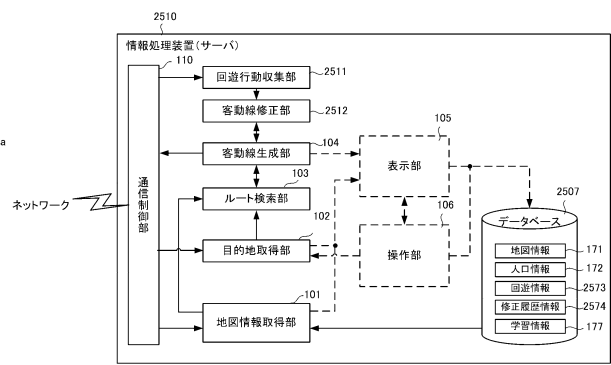 2510
情報処理装置（サーバ）
110
回遊行動収集部
2511
客動線修正部
2512
105
104
客動線生成部
表示部
a
103
ルート検索部
通信制御部
ネットワーク
102
106
2507
データベース
目的地取得部
操作部
地図情報
171
人口情報
172
101
回遊情報
2573
地図情報取得部
修正履歴情報
2574
学習情報
177